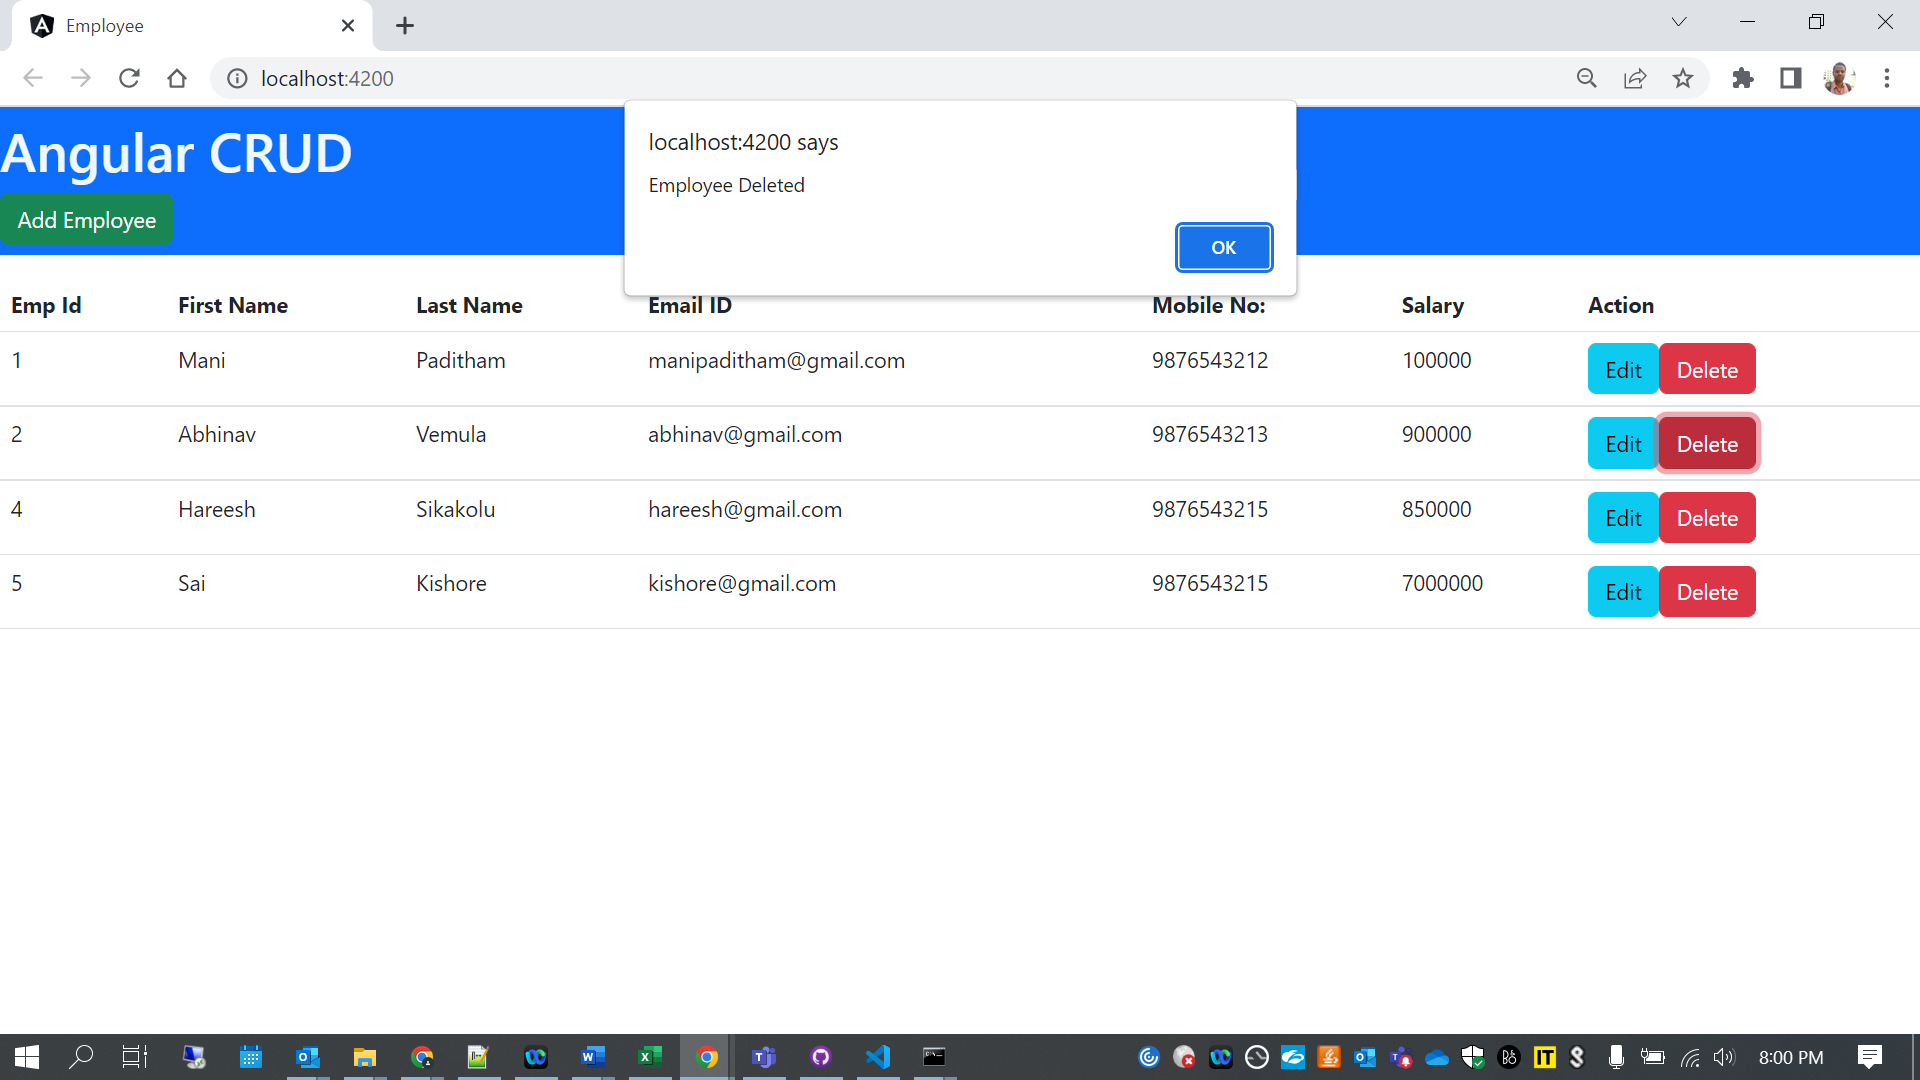 Employee
localhost:4200
Angular CRUD
Add Employee
localhost:4200 says
Employee Deleted
OK
Emp Id First Name Last Name Email ID Mobile No: Salary Action
1 Mani Paditham manipaditham@gmail.com 9876543212 100000 Edit Delete
2 Abhinav Vemula abhinav@gmail.com 9876543213 900000 Edit Delete
4 Hareesh Sikakolu hareesh@gmail.com 9876543215 850000 Edit Delete
5 Sai Kishore kishore@gmail.com 9876543215 7000000 Edit Delete
IT
8:00 PM